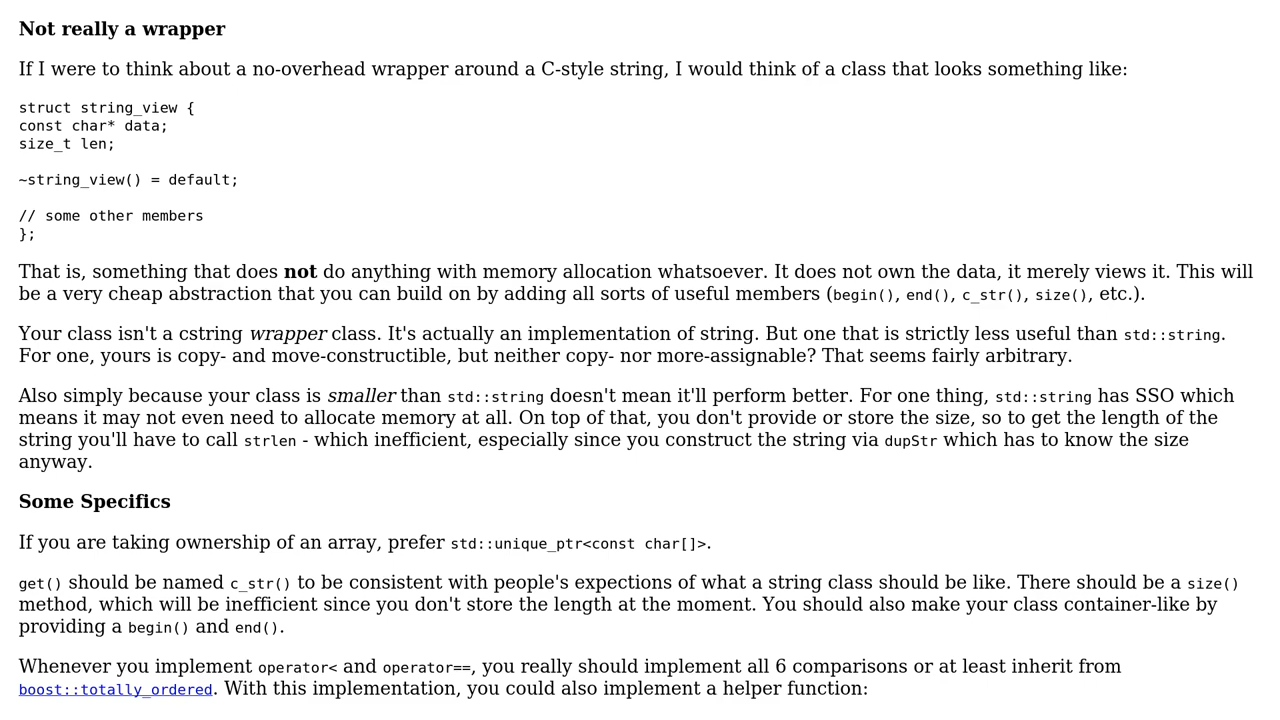 Not really a wrapper
If I were to think about a no-overhead wrapper around a C-style string, I would think of a class that looks something like:
struct string_view {
const char* data;
size_t len;
~string_view() = default;
// some other members
};
That is, something that does not do anything with memory allocation whatsoever. It does not own the data, it merely views it. This will
be a very cheap abstraction that you can build on by adding all sorts of useful members (begin(), end(), c_str(), size(), etc.).
Your class isn't a cstring wrapper class. It's actually an implementation of string. But one that is strictly less useful than std::string.
For one, yours is copy- and move-constructible, but neither copy- nor more-assignable? That seems fairly arbitrary.
Also simply because your class is smaller than std::string doesn't mean it'll perform better. For one thing, std::string has SSO which
means it may not even need to allocate memory at all. On top of that, you don't provide or store the size, so to get the length of the
string you'll have to call strlen - which inefficient, especially since you construct the string via dupStr which has to know the size
anyway.
Some Specifics
If you are taking ownership of an array, prefer std::unique_ptr<const char[]>.
get() should be named c_str() to be consistent with people's expections of what a string class should be like. There should be a size()
method, which will be inefficient since you don't store the length at the moment. You should also make your class container-like by
providing a begin() and end().
Whenever you implement operator< and operator==, you really should implement all 6 comparisons or at least inherit from
boost::totally_ordered. With this implementation, you could also implement a helper function: